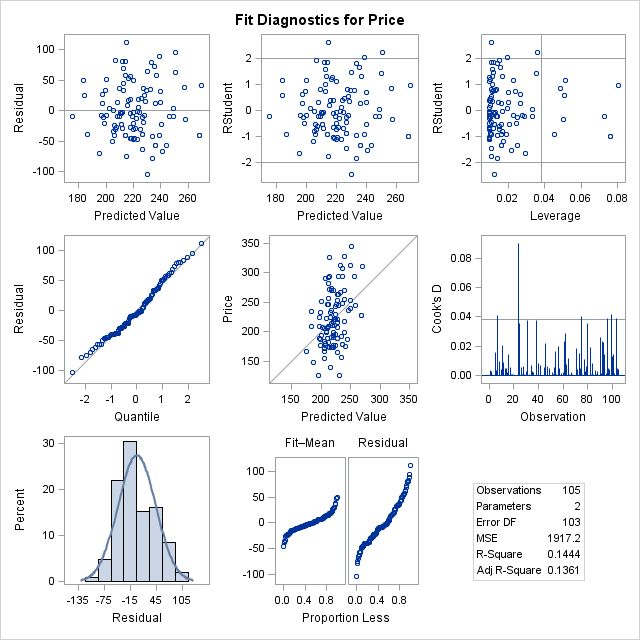 Fit Diagnostics for Price
100
50
0
-50
-100
Residual
180 200 220 240 260
Predicted Value
2
1
0
-1
-2
RStudent
180 200 220 240 260
Predicted Value
2
1
0
-1
-2
RStudent
0.02 0.04 0.06 0.08
Leverage
100
50
0
-50
-100
Residual
-2 -1 0 1 2
Quantile
350
300
250
200
150
Price
150 200 250 300 350
Predicted Value
0.08
0.06
0.04
0.02
0.00
Cook's D
0 20 40 60 80 100
Observation
30
20
10
0
Percent
-135 -75 -15 45 105
Residual
Fit–Mean Residual
100
50
0
-50
-100
0.0 0.4 0.8 0.0 0.4 0.8
Proportion Less
Observations 105
Parameters 2
Error DF 103
MSE 1917.2
R-Square 0.1444
Adj R-Square 0.1361